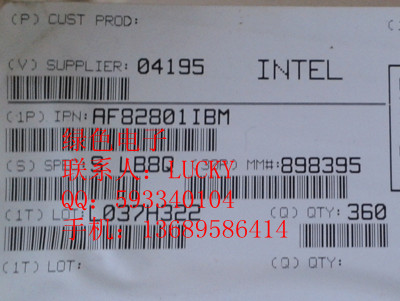 (P) CUST PROD:
(V) SUPPLIER: 04195 INTEL
(1P) IPN: AF82801IBM
绿色电子
(S) SPEC: S LB8Q MM#: 898395
联系人: LUCKY
QQ: 593340104
(1T) LOT: L037H322 (Q) QTY: 360
手机: 13689586414
(1T) LOT: (Q) QTY: